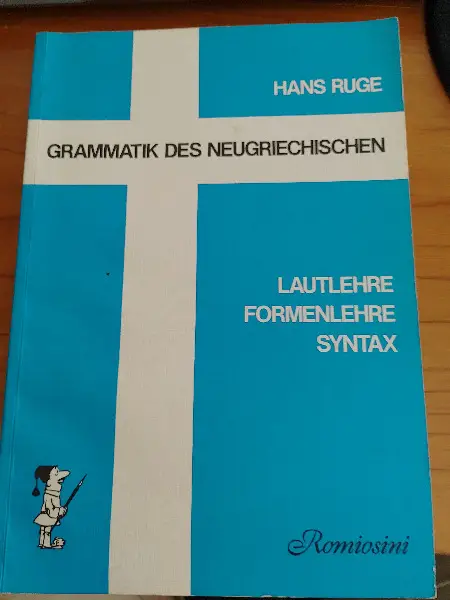 HANS RUGE
GRAMMATIK DES NEUGRIECHISCHEN
LAUTLEHRE
FORMENLEHRE
SYNTAX
Romiosini